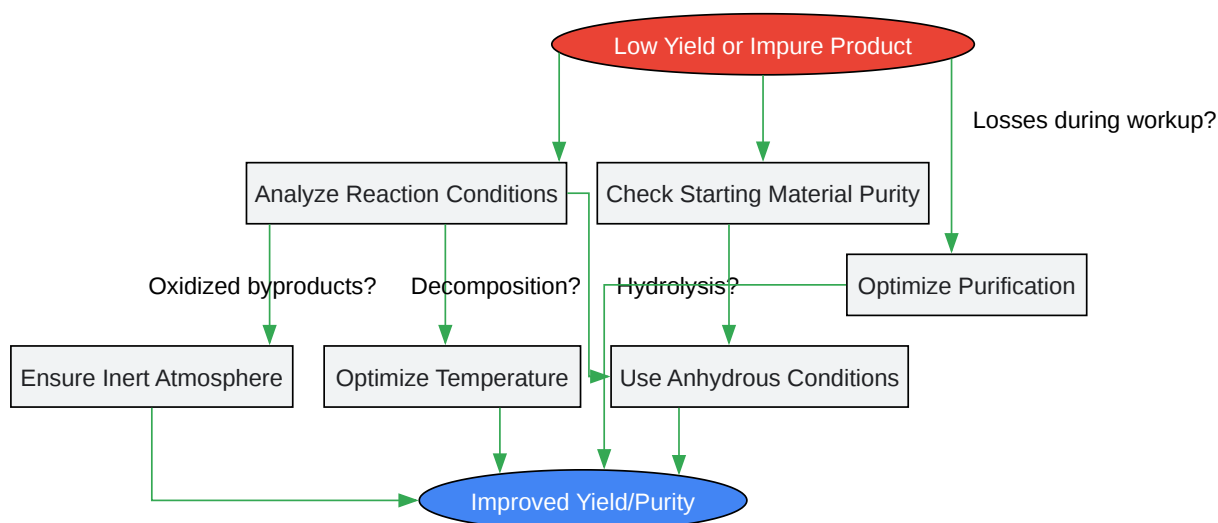 Low Yield or Impure Product
Losses during workup?
Analyze Reaction Conditions
Check Starting Material Purity
Oxidized byproducts?
Decomposition?
Hydrolysis?
Optimize Purification
Ensure Inert Atmosphere
Optimize Temperature
Use Anhydrous Conditions
Improved Yield/Purity